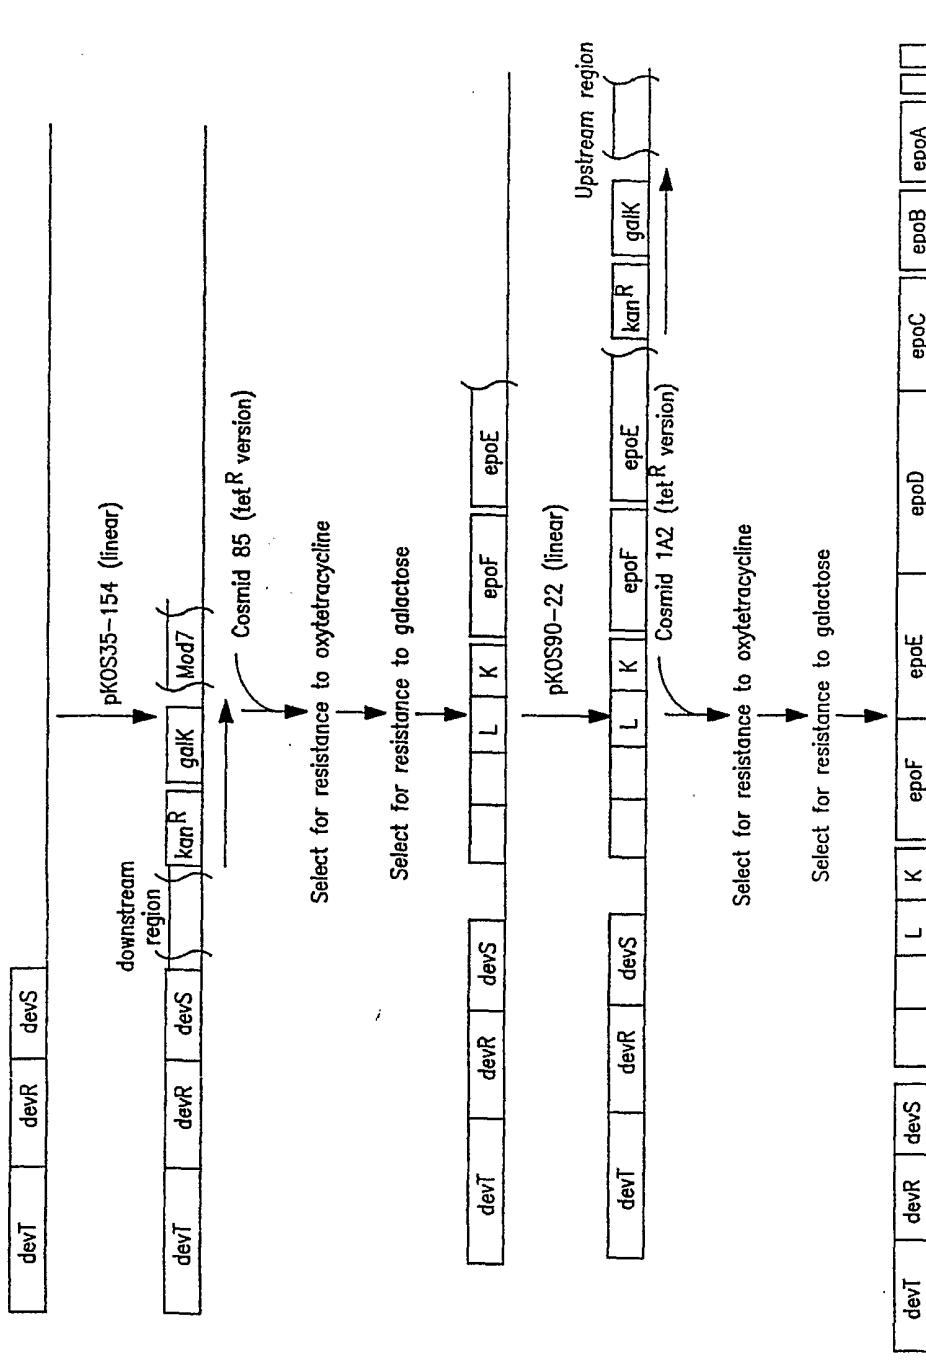 devT devR devS
pKOS35-154 (linear)
downstream
region
devT devR devS kanR galK Mod7
Cosmid 85 (tetR version)
Select for resistance to oxytetracycline
Select for resistance to galactose
devT devR devS L K epoF epoE
pKOS90-22 (linear)
Upstream region
devT devR devS L K epoF epoE kanR galK
Cosmid 1A2 (tetR version)
Select for resistance to oxytetracycline
Select for resistance to galactose
devT devR devS L K epoF epoE epoD epoC epoB epoA